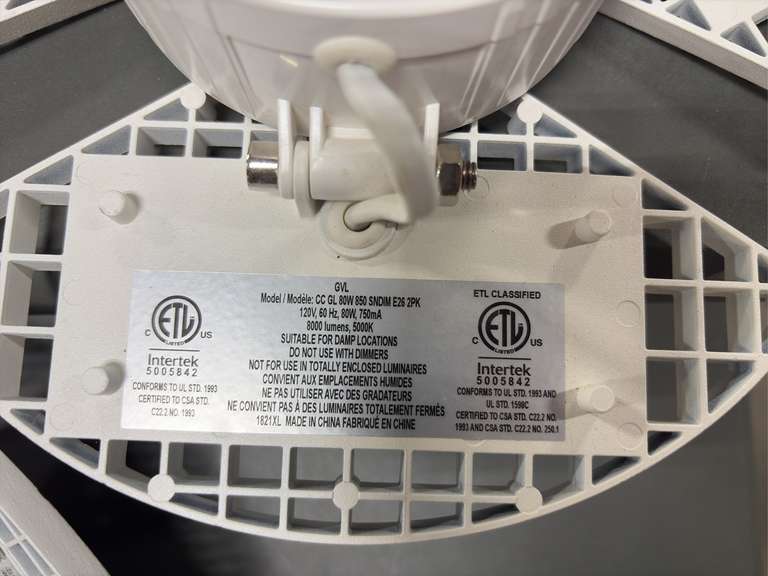 GVL
Model / Modèle: CC GL 80W 850 SNDIM E26 2PK
120V, 60 Hz, 80W, 750mA
8000 lumens, 5000K
SUITABLE FOR DAMP LOCATIONS
DO NOT USE WITH DIMMERS
NOT FOR USE IN TOTALLY ENCLOSED LUMINAIRES
CONVIENT AUX EMPLACEMENTS HUMIDES
NE PAS UTILISER AVEC DES GRADATEURS
NE CONVIENT PAS À DES LUMINAIRES TOTALEMENT FERMÉS
1821XL MADE IN CHINA FABRIQUÉ EN CHINE
C ETL US
LISTED
Intertek
5005842
CONFORMS TO UL STD. 1993
CERTIFIED TO CSA STD.
C22.2 NO. 1993
ETL CLASSIFIED
C ETL US
LISTED
Intertek
5005842
CONFORMS TO UL STD. 1993 AND
UL STD. 1598C
CERTIFIED TO CSA STD. C22.2 NO.
1993 AND CSA STD. C22.2 NO. 250.1